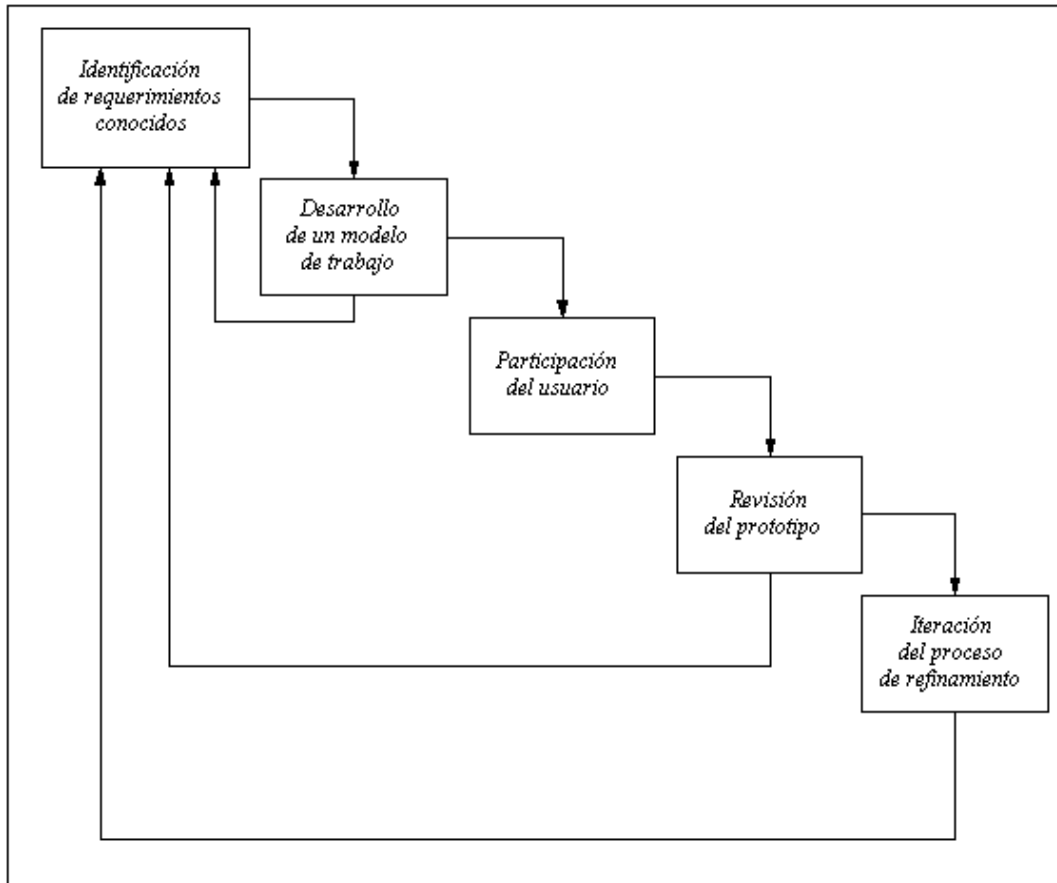 Identificación
de requerimientos
conocidos
Desarrollo
de un modelo
de trabajo
Participación
del usuario
Revisión
del prototipo
Iteración
del proceso
de refinamiento